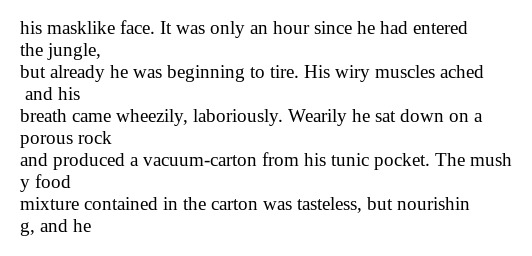 his masklike face. It was only an hour since he had entered
the jungle,
but already he was beginning to tire. His wiry muscles ached
and his
breath came wheezily, laboriously. Wearily he sat down on a
porous rock
and produced a vacuum-carton from his tunic pocket. The mush
y food
mixture contained in the carton was tasteless, but nourishin
g, and he